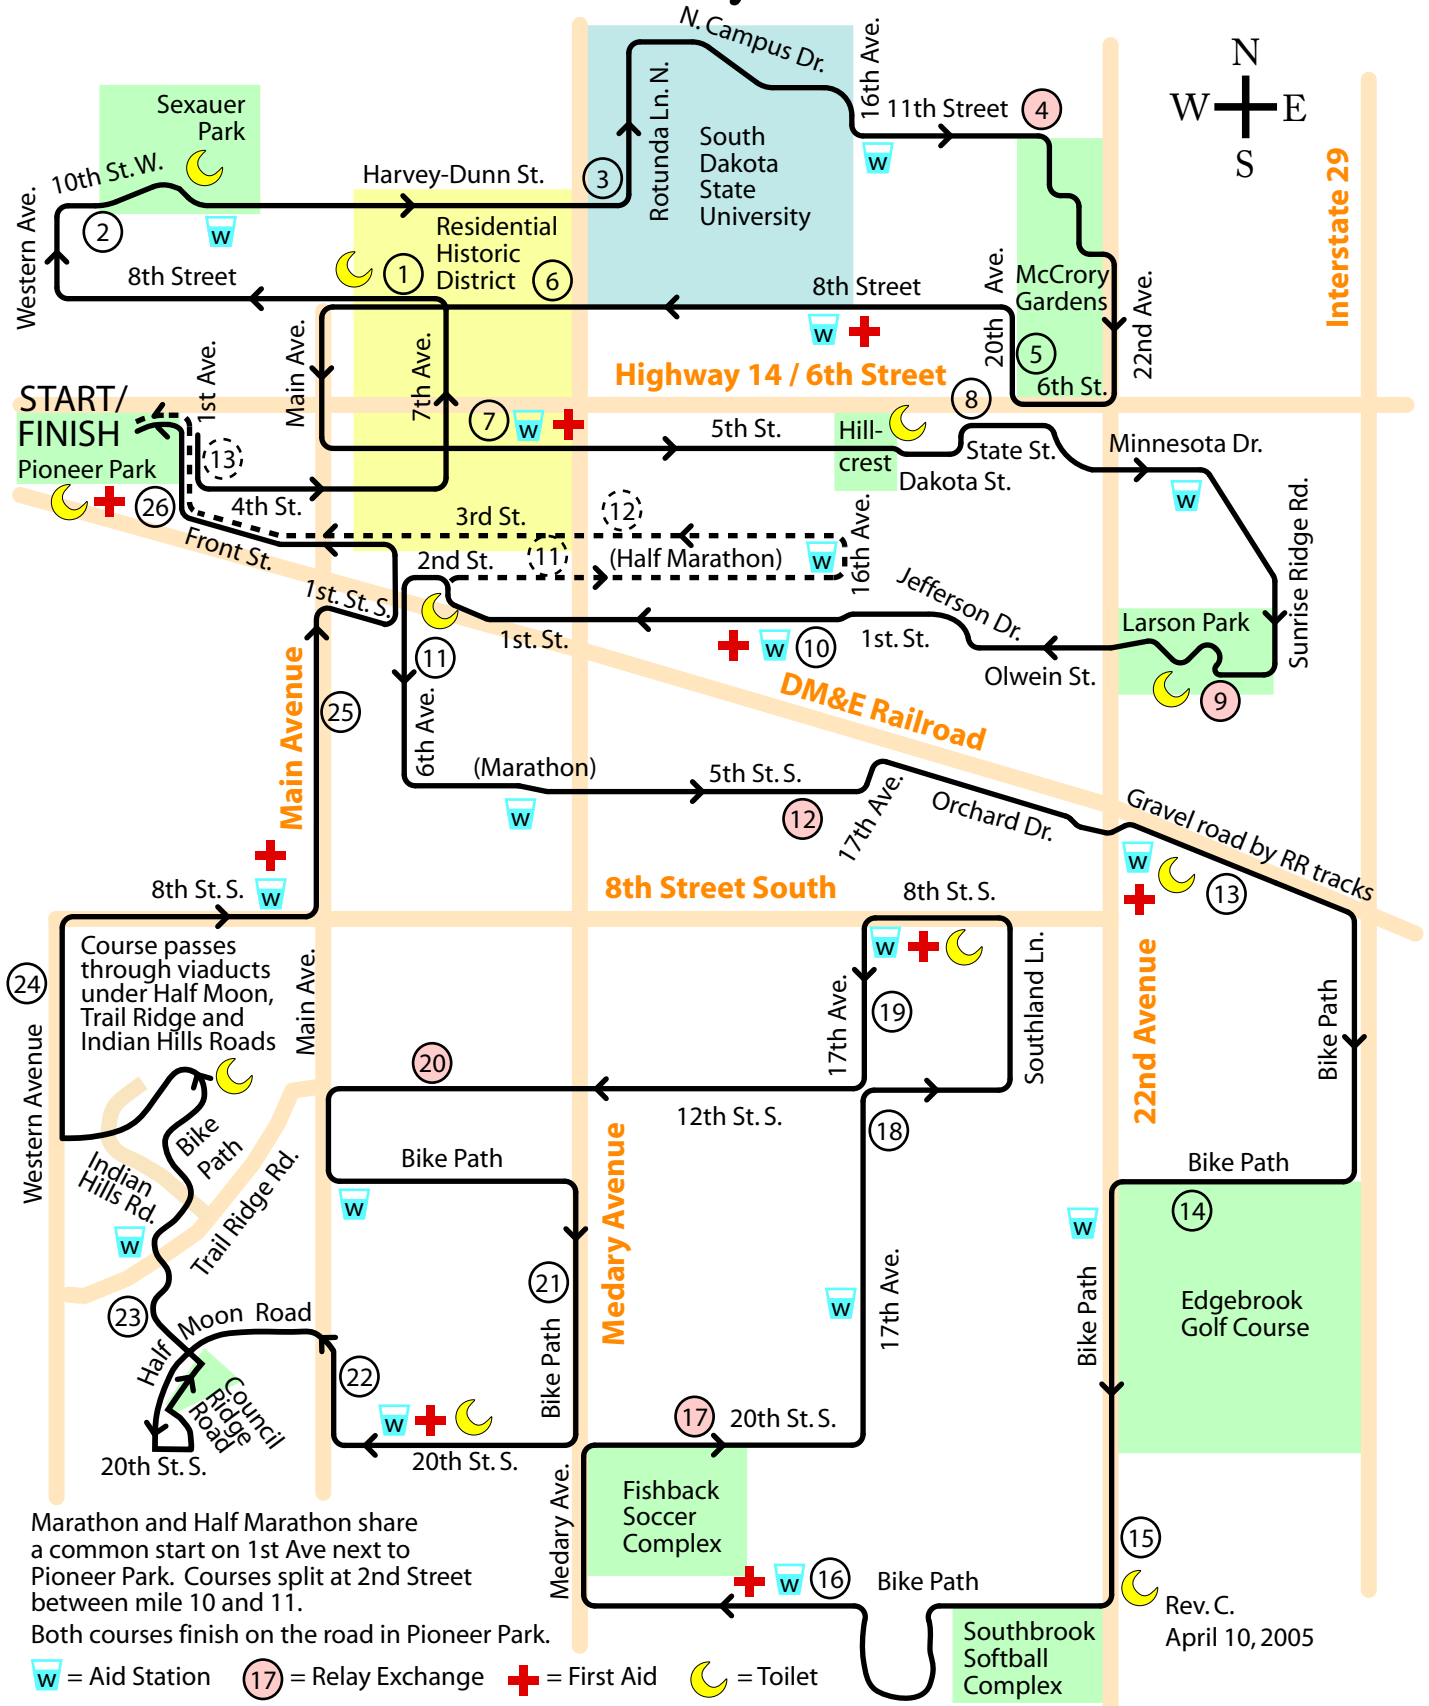 N. Campus Dr.
16th Ave.
N
W
E
S
Sexauer
Park
10th St. W.
Rotunda Ln. N.
11th Street
4
South
Dakota
State
University
w
Harvey-Dunn St.
3
Western Ave.
2
w
Residential
Historic
District
1
6
8th Street
8th Street
McCrory
Gardens
20th Ave.
22nd Ave.
Interstate 29
w
5
6th St.
Main Ave.
1st Ave.
7th Ave.
Highway 14 / 6th Street
START/
FINISH
Pioneer Park
13
7
w
5th St.
8
Hill-
crest
State St.
Dakota St.
Minnesota Dr.
w
26
4th St.
3rd St.
12
16th Ave.
Front St.
2nd St.
11
(Half Marathon)
w
Sunrise Ridge Rd.
1st. St. S.
1st. St.
1st. St.
Jefferson Dr.
Larson Park
w
10
Olwein St.
9
11
25
Main Avenue
6th Ave.
DM&E Railroad
(Marathon)
5th St. S.
w
12
17th Ave.
Orchard Dr.
Gravel road by RR tracks
w
13
8th St. S.
w
8th Street South
8th St. S.
Course passes
through viaducts
under Half Moon,
Trail Ridge and
Indian Hills Roads
24
Main Ave.
w
17th Ave.
19
Southland Ln.
22nd Avenue
Bike Path
Western Avenue
20
12th St. S.
18
Bike
Path
Indian
Hills Rd.
Trail Ridge Rd.
w
Bike Path
w
Medary Avenue
Bike Path
14
w
21
Bike Path
w
17th Ave.
Bike Path
Edgebrook
Golf Course
23
Half Moon Road
22
Council
Ridge
Road
20th St. S.
w
20th St. S.
17
20th St. S.
Medary Ave.
Fishback
Soccer
Complex
15
w
16
Bike Path
Southbrook
Softball
Complex
Rev. C.
April 10, 2005
Marathon and Half Marathon share
a common start on 1st Ave next to
Pioneer Park. Courses split at 2nd Street
between mile 10 and 11.
Both courses finish on the road in Pioneer Park.
w = Aid Station
17 = Relay Exchange
= First Aid
= Toilet